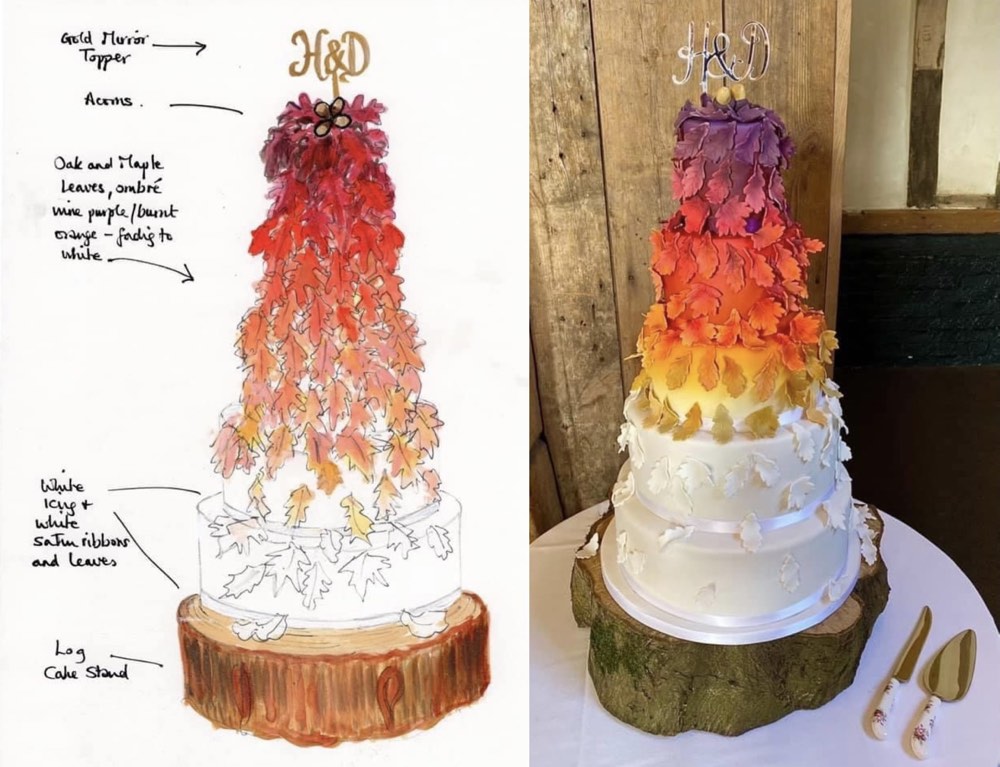 Gold Mirror
Topper
H&D
Acorns.
Oak and Maple
Leaves, ombré
wine purple/burnt
orange - fadig to
white
White
Icing &
white
satin ribbons
and leaves
Log
Cake Stand
H&D